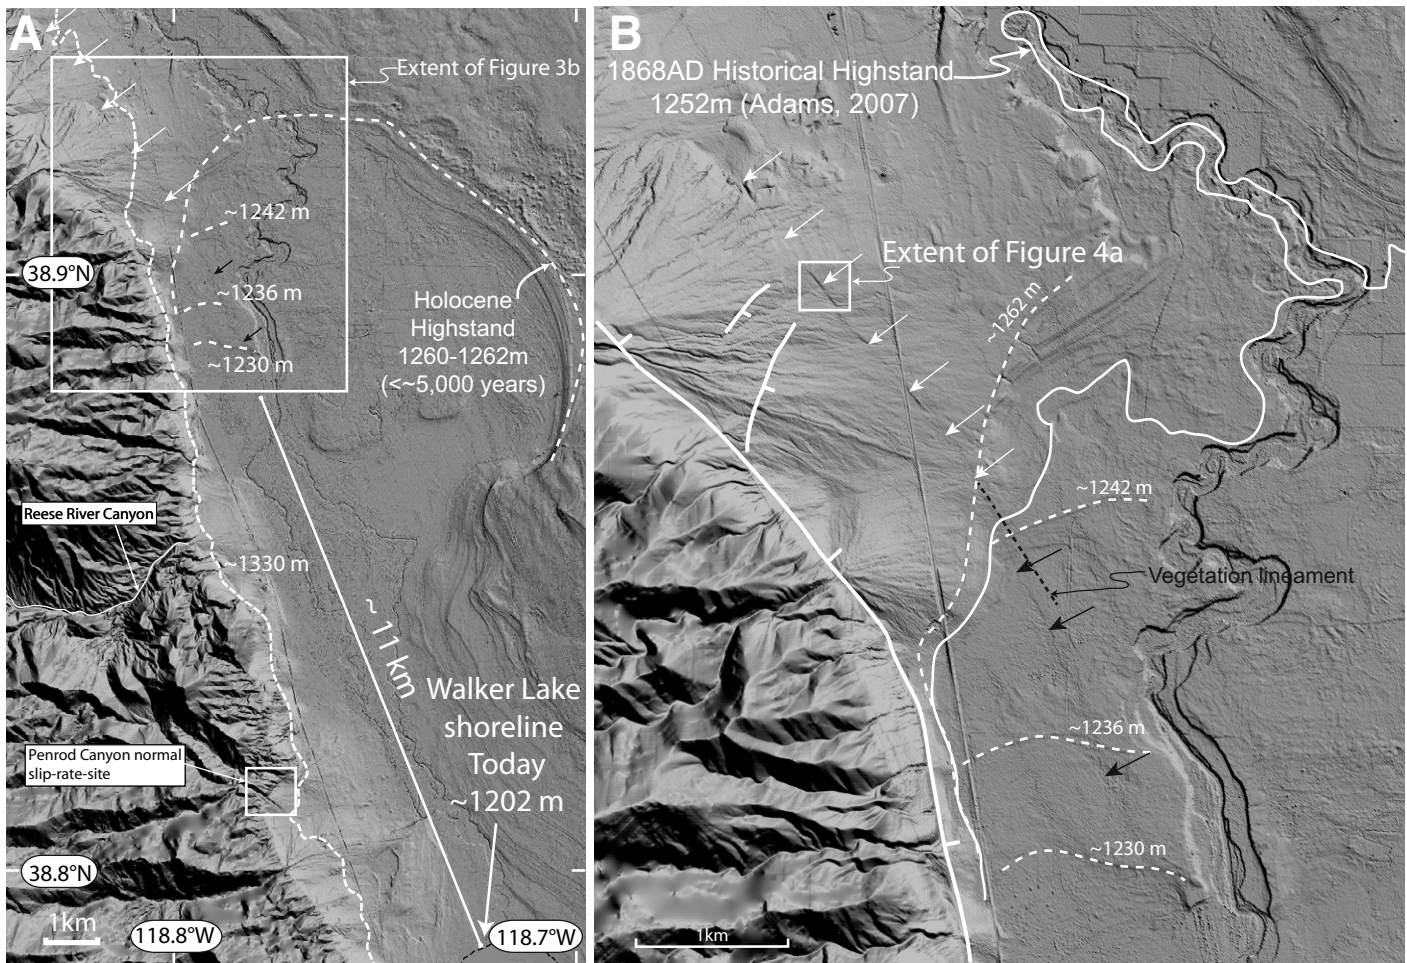 A
Extent of Figure 3b
~1242 m
38.9°N
~1236 m
~1230 m
Holocene
Highstand
1260-1262m
(<~5,000 years)
Reese River Canyon
~1330 m
~ 11 km
Walker Lake
shoreline
Today
~1202 m
Penrod Canyon normal
slip-rate-site
38.8°N
1km
118.8°W
118.7°W
B
1868AD Historical Highstand
1252m (Adams, 2007)
Extent of Figure 4a
~1262 m
~1242 m
Vegetation lineament
~1236 m
~1230 m
1km